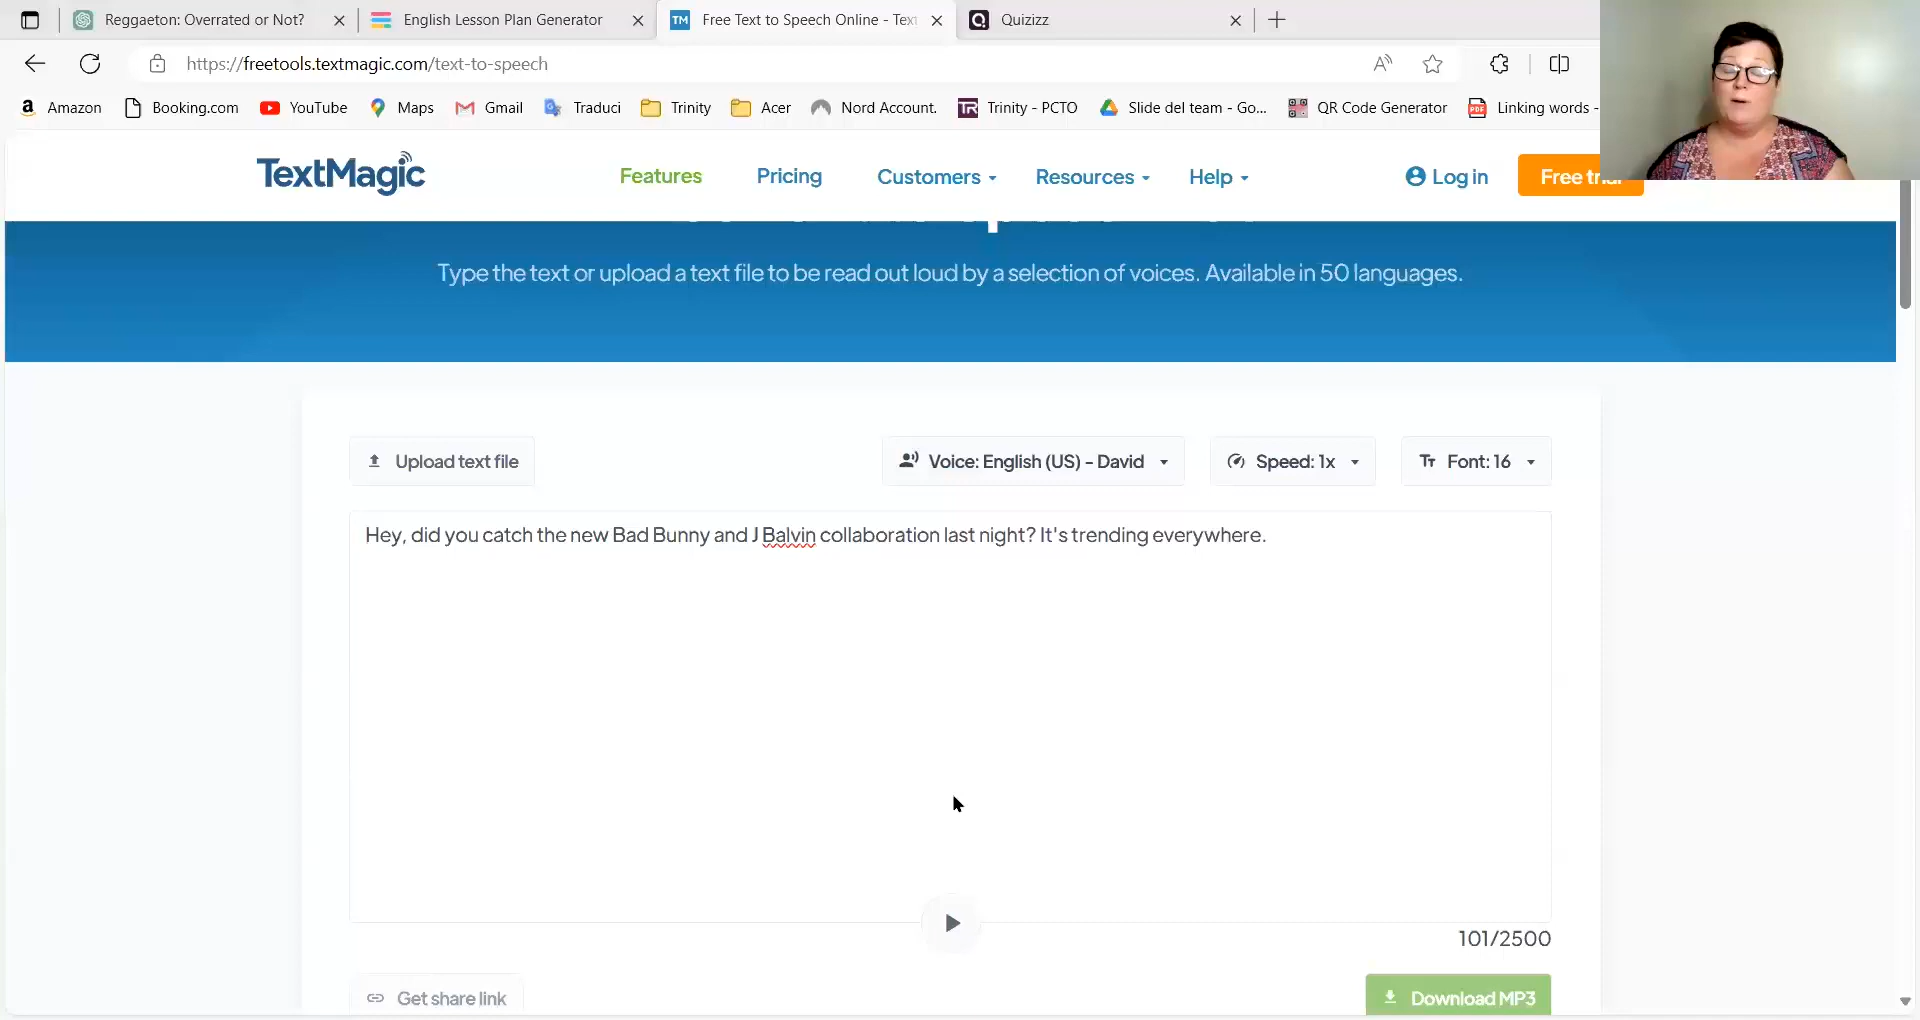 Reggaeton: Overrated or Not?
English Lesson Plan Generator
Free Text to Speech Online - Tex
Quizizz
https://freetools.textmagic.com/text-to-speech
Amazon Booking.com YouTube Maps Gmail Traduci Trinity Acer Nord Account. Trinity - PCTO Slide del team - Go... QR Code Generator Linking words -
TextMagic Features Pricing Customers Resources Help Log in Free
Type the text or upload a text file to be read out loud by a selection of voices. Available in 50 languages.
Upload text file Voice: English (US) - David Speed: 1x Font: 16
Hey, did you catch the new Bad Bunny and J Balvin collaboration last night? It's trending everywhere.
101/2500
Get share link Download MP3